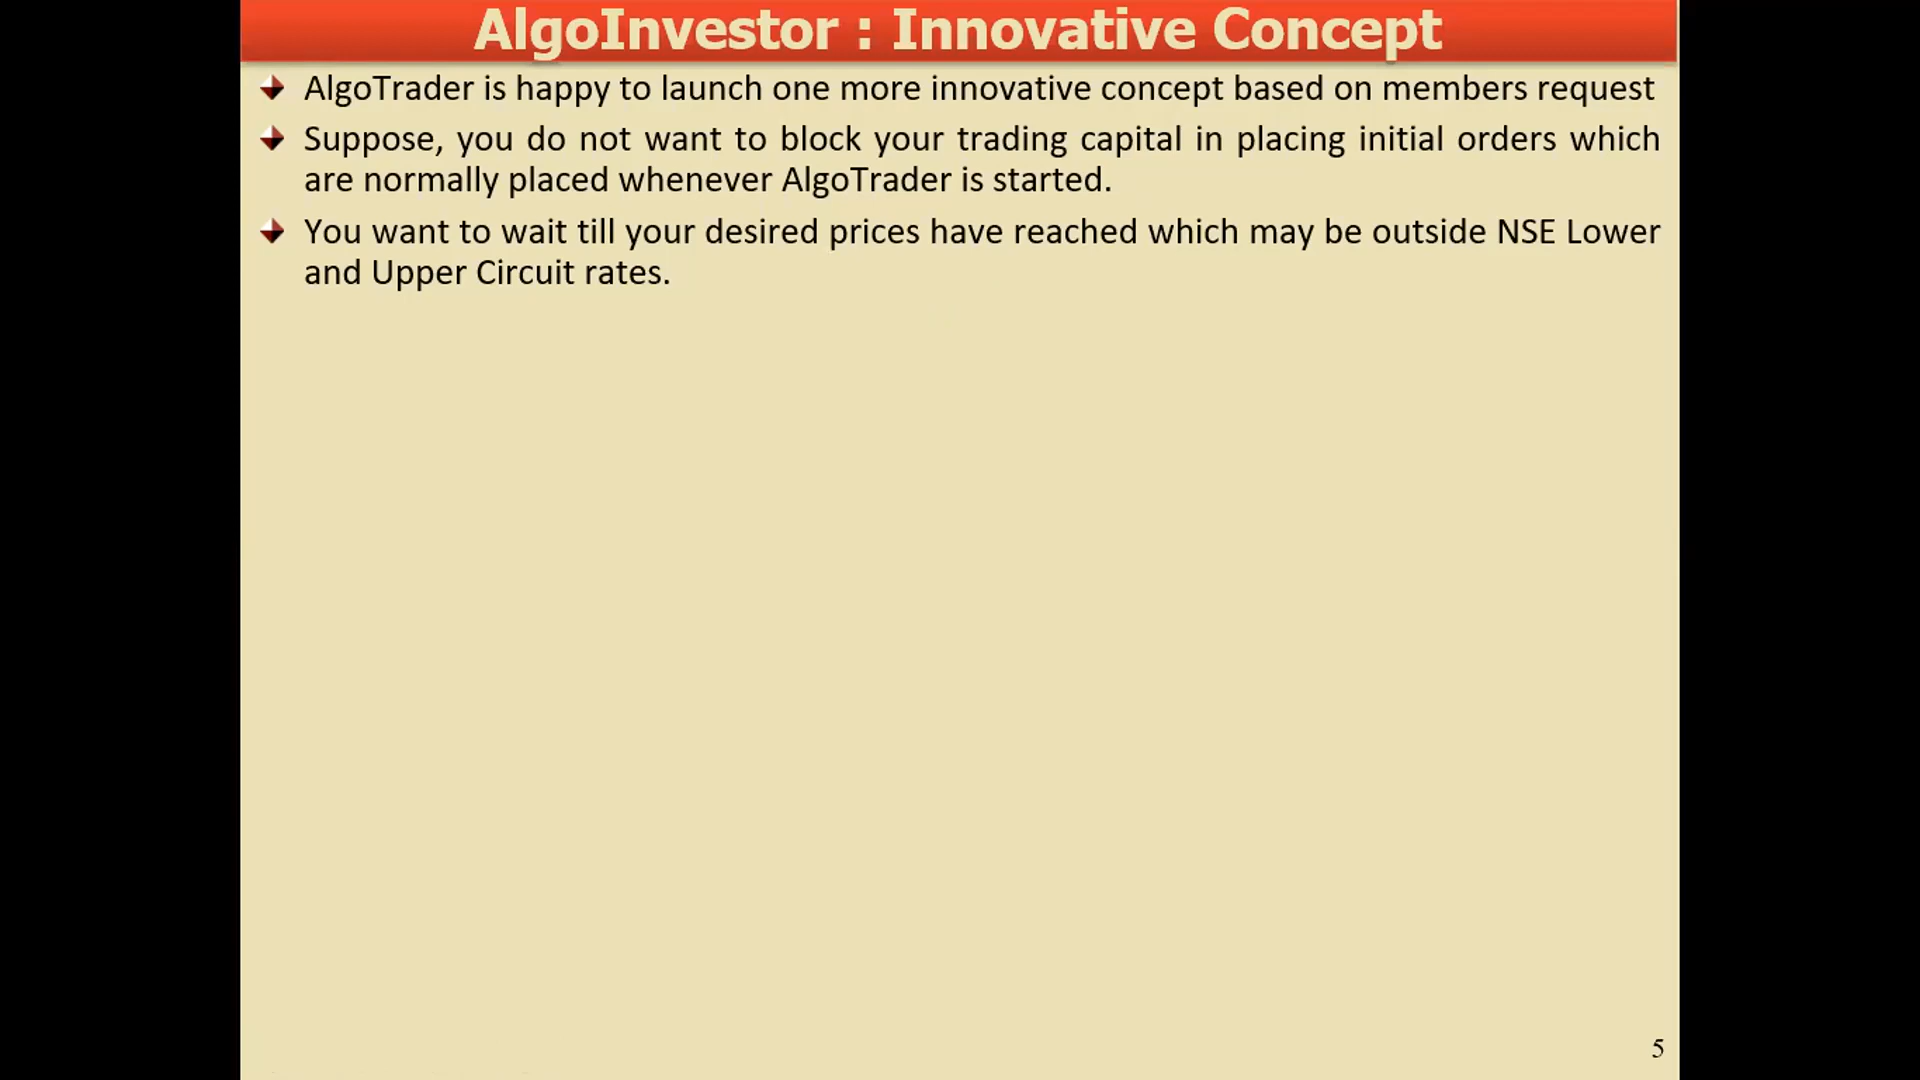 AlgoInvestor : Innovative Concept
AlgoTrader is happy to launch one more innovative concept based on members request
Suppose, you do not want to block your trading capital in placing initial orders which
are normally placed whenever AlgoTrader is started.
You want to wait till your desired prices have reached which may be outside NSE Lower
and Upper Circuit rates.
5